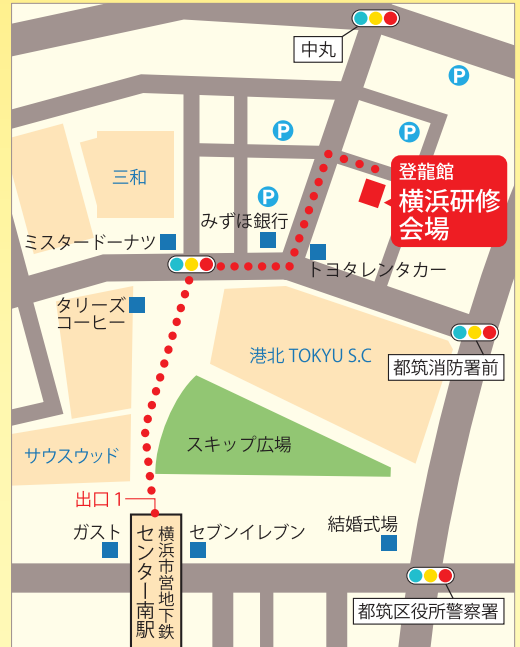 中丸
P
P
P
P
登龍館
横浜研修
会場
三和
みずほ銀行
ミスタードーナツ
トヨタレンタカー
タリーズ
コーヒー
港北 TOKYU S.C
都筑消防署前
スキップ広場
サウスウッド
出口 1
ガスト
セブンイレブン
結婚式場
横浜市営地下鉄
センター南駅
都筑区役所警察署